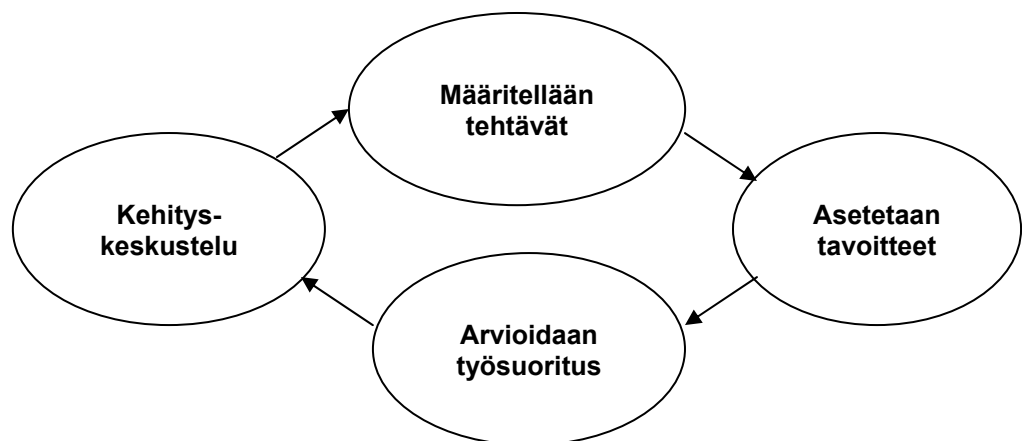 Määritellään
tehtävät
Kehitys-
keskustelu
Asetetaan
tavoitteet
Arvioidaan
työsuoritus